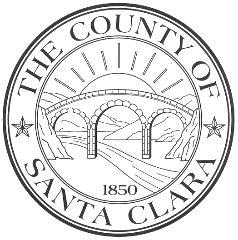 THE COUNTY OF
1850
SANTA CLARA